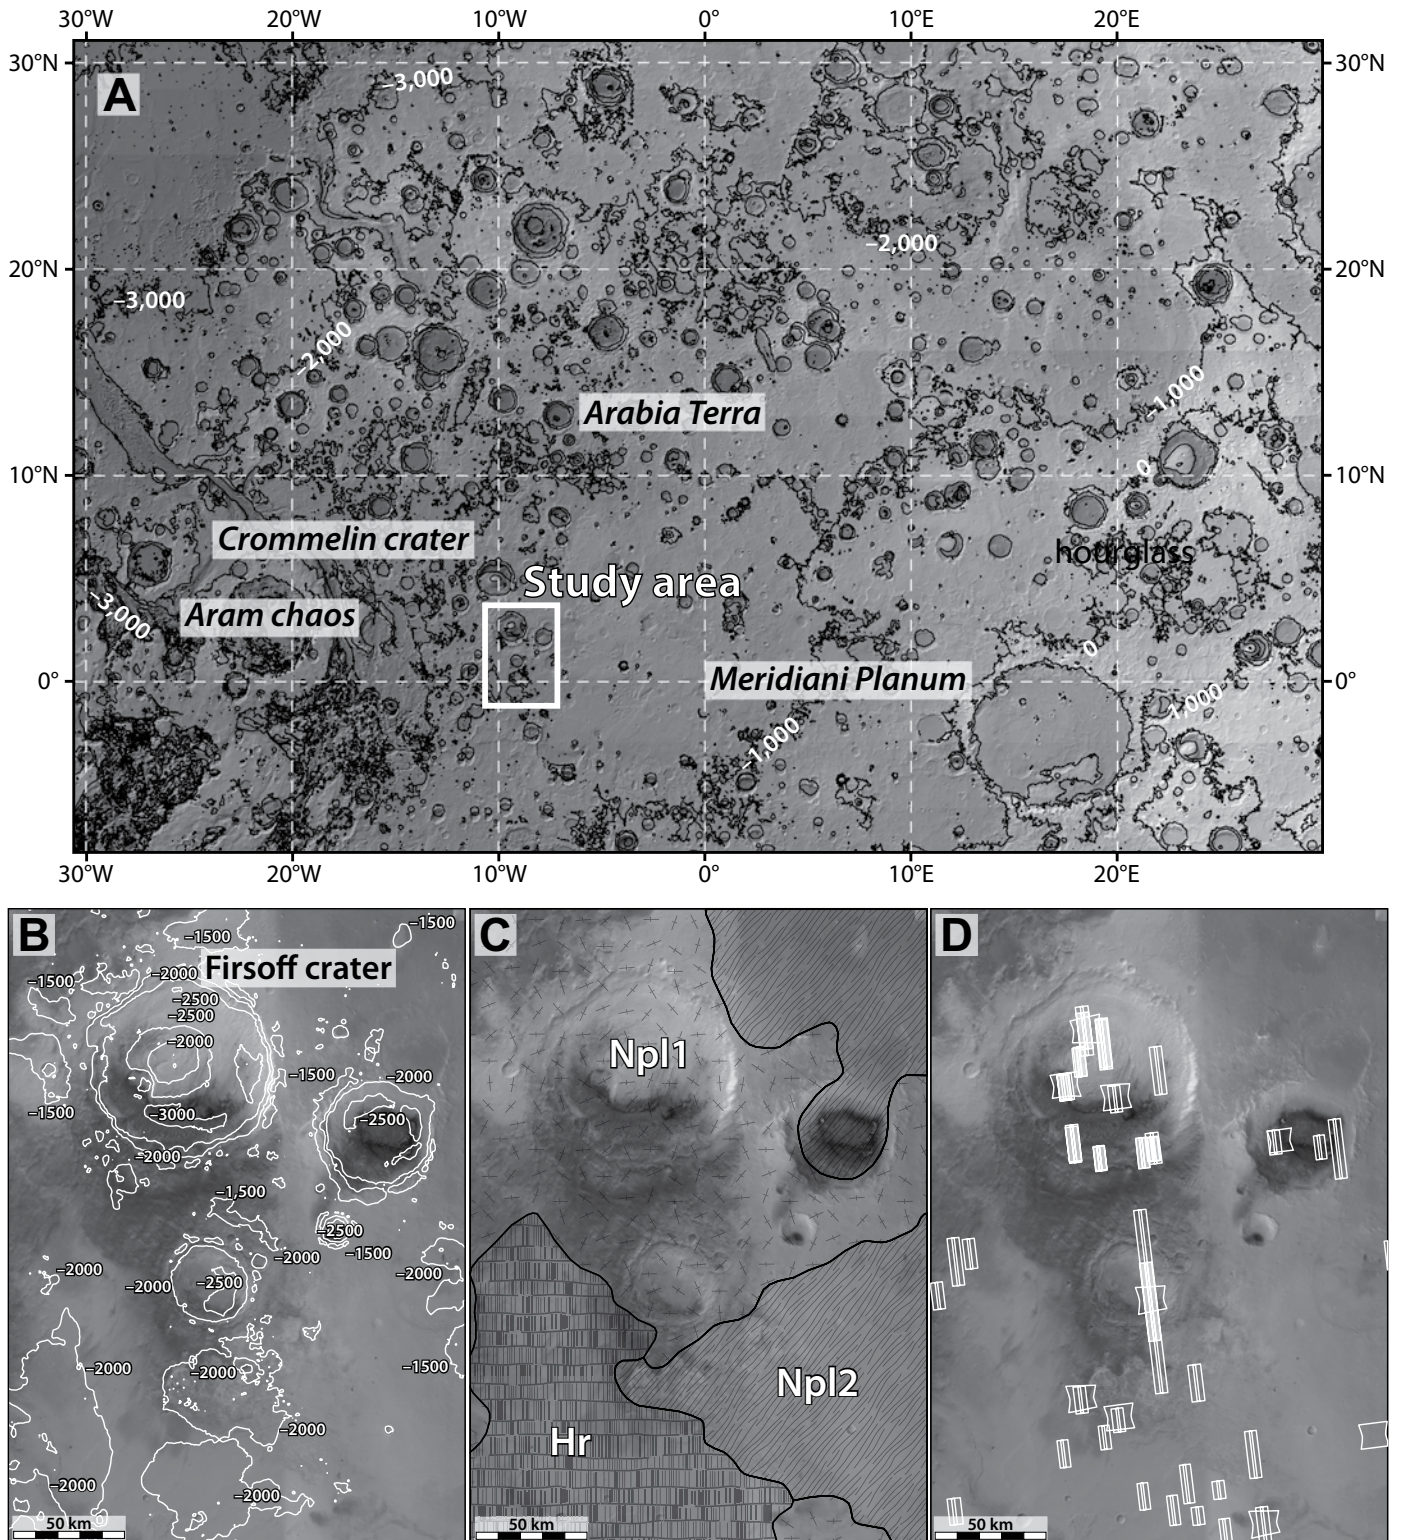 30°W 20°W 10°W 0° 10°E 20°E
30°N 30°N
A
–3,000
–2,000
20°N 20°N
–3,000
–2,000
–1,000
Arabia Terra
0
10°N 10°N
Crommelin crater
hourglass
Study area
–3,000
Aram chaos
0
Meridiani Planum
0° 0°
1,000
–1,000
30°W 20°W 10°W 0° 10°E 20°E
B
–1500
–1500
Firsoff crater
–2000
–1500
–2500
–2500
–2000
–1500
–2000
–1500
–3000
–2500
–2000
–1,500
–2500
–1500
–2000
–2000
–2000
–2000
–2500
–2000
–2000
–1500
–2000
–2000
–2000
50 km
C
Npl1
Npl2
Hr
50 km
D
50 km